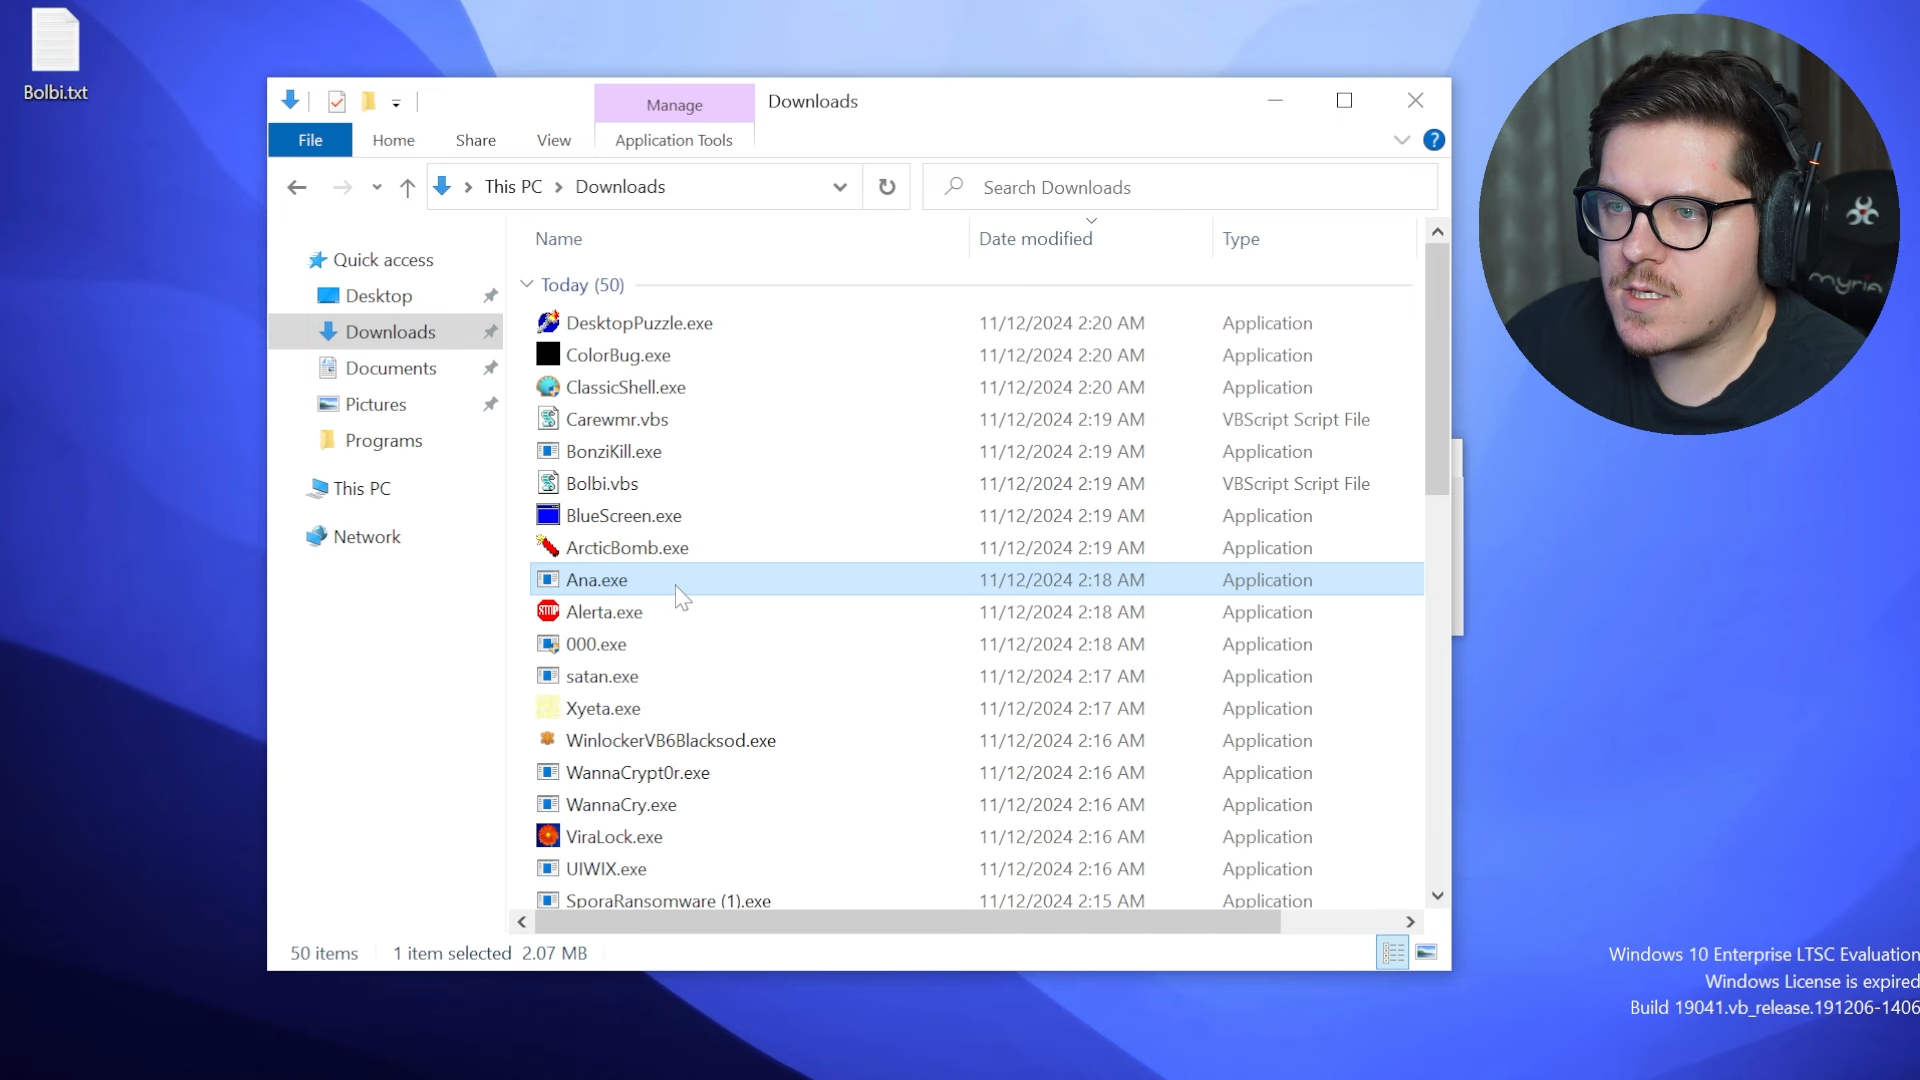 Bolbi.txt
Manage
Downloads
File
Home
Share
View
Application Tools
?
This PC
Downloads
Search Downloads
Name
Date modified
Type
Quick access
Desktop
Downloads
Documents
Pictures
Programs
This PC
Network
Today (50)
DesktopPuzzle.exe 11/12/2024 2:20 AM Application
ColorBug.exe 11/12/2024 2:20 AM Application
ClassicShell.exe 11/12/2024 2:20 AM Application
Carewmr.vbs 11/12/2024 2:19 AM VBScript Script File
BonziKill.exe 11/12/2024 2:19 AM Application
Bolbi.vbs 11/12/2024 2:19 AM VBScript Script File
BlueScreen.exe 11/12/2024 2:19 AM Application
ArcticBomb.exe 11/12/2024 2:19 AM Application
Ana.exe 11/12/2024 2:18 AM Application
STOP Alerta.exe 11/12/2024 2:18 AM Application
000.exe 11/12/2024 2:18 AM Application
satan.exe 11/12/2024 2:17 AM Application
Xyeta.exe 11/12/2024 2:17 AM Application
WinlockerVB6Blacksod.exe 11/12/2024 2:16 AM Application
WannaCrypt0r.exe 11/12/2024 2:16 AM Application
WannaCry.exe 11/12/2024 2:16 AM Application
ViraLock.exe 11/12/2024 2:16 AM Application
UIWIX.exe 11/12/2024 2:16 AM Application
SporaRansomware (1).exe 11/12/2024 2:15 AM Application
50 items
1 item selected 2.07 MB
myria
Windows 10 Enterprise LTSC Evaluation
Windows License is expired
Build 19041.vb_release.191206-1406